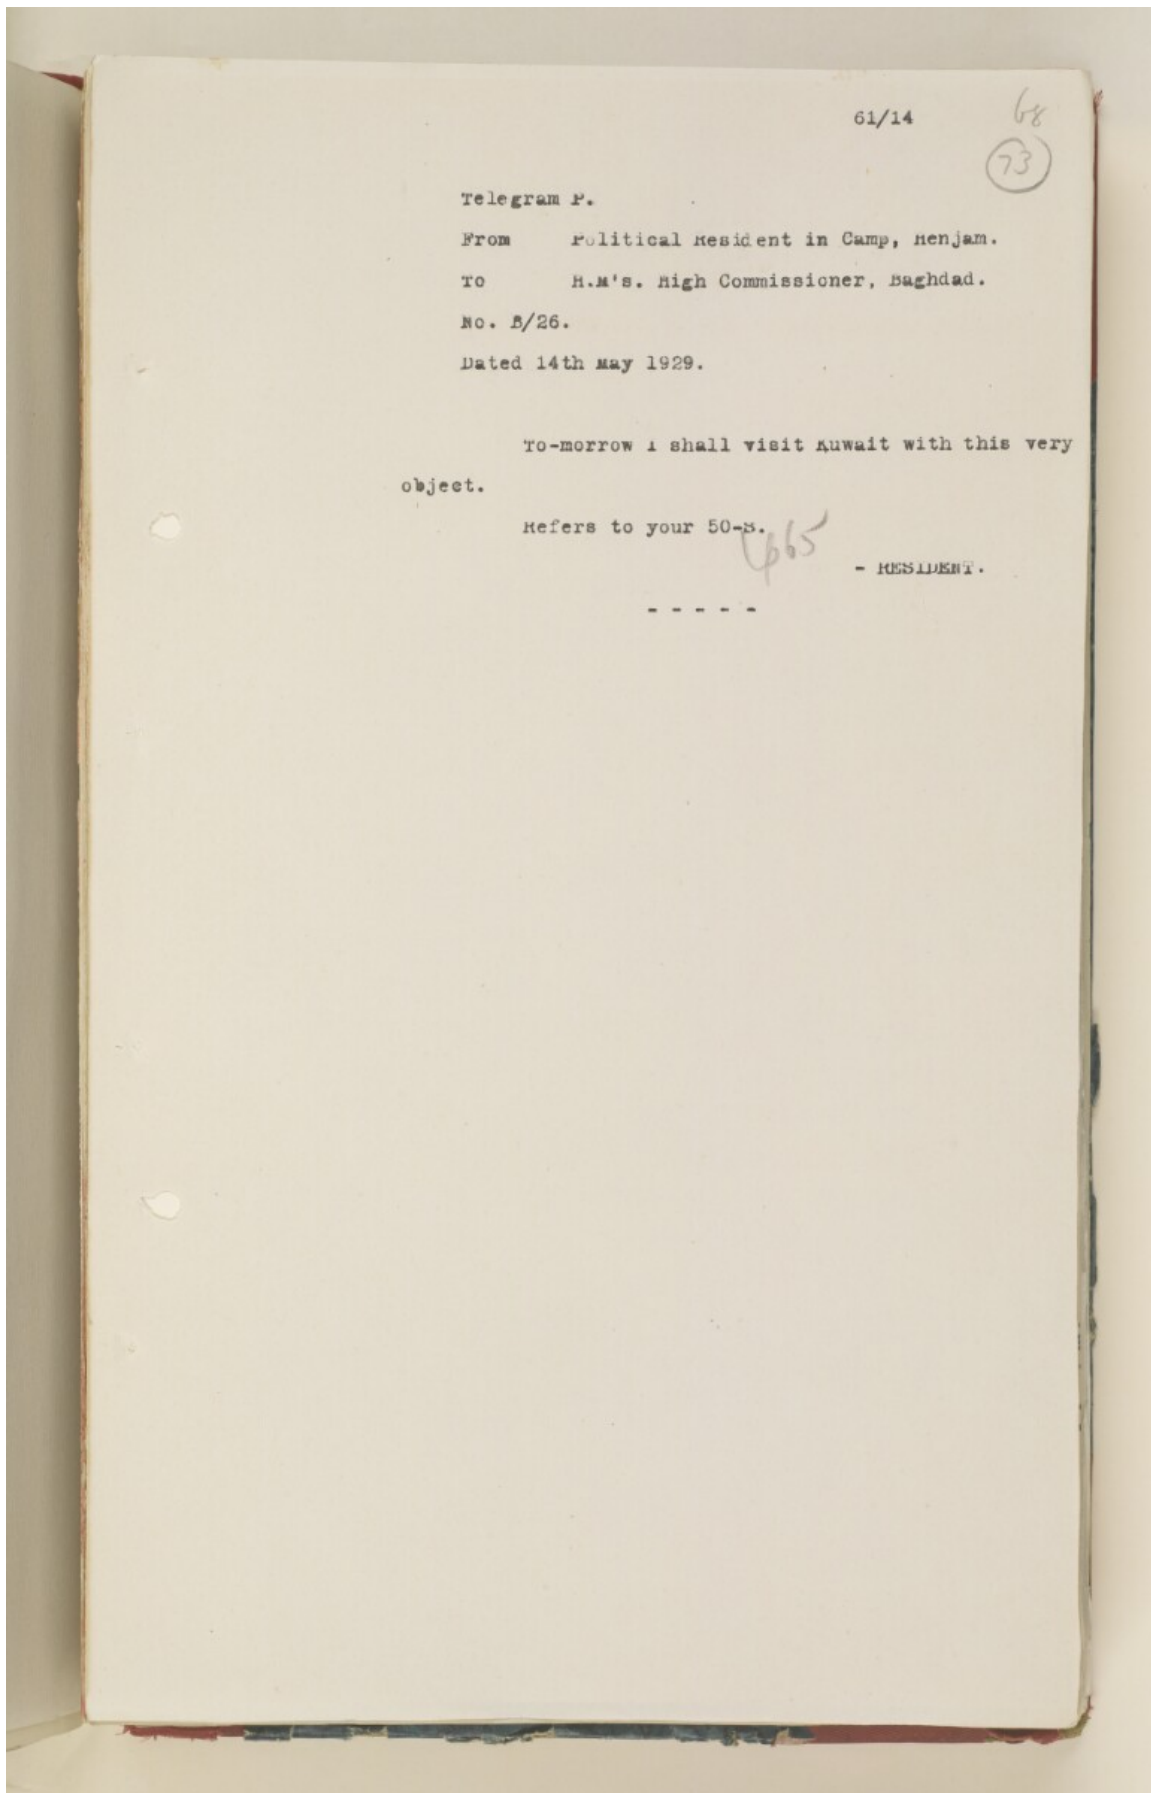 61/14
68
73
Telegram P.
From Political Resident in Camp, Henjam.
To H.M's. High Commissioner, Baghdad.
No. B/26.
Dated 14th May 1929.
To-morrow I shall visit Kuwait with this very
object.
Refers to your 50-S.
p65
- RESIDENT.
- - - - -